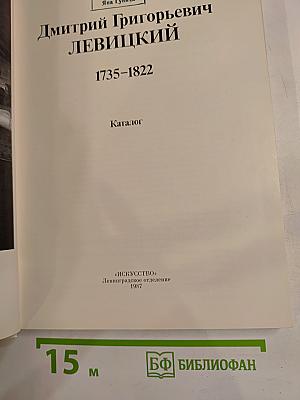 Дмитрий Григорьевич
ЛЕВИЦКИЙ
1735–1822
Каталог
«ИСКУССТВО»
Ленинградское отделение
1987
15 м
БФ БИБЛИОФАН